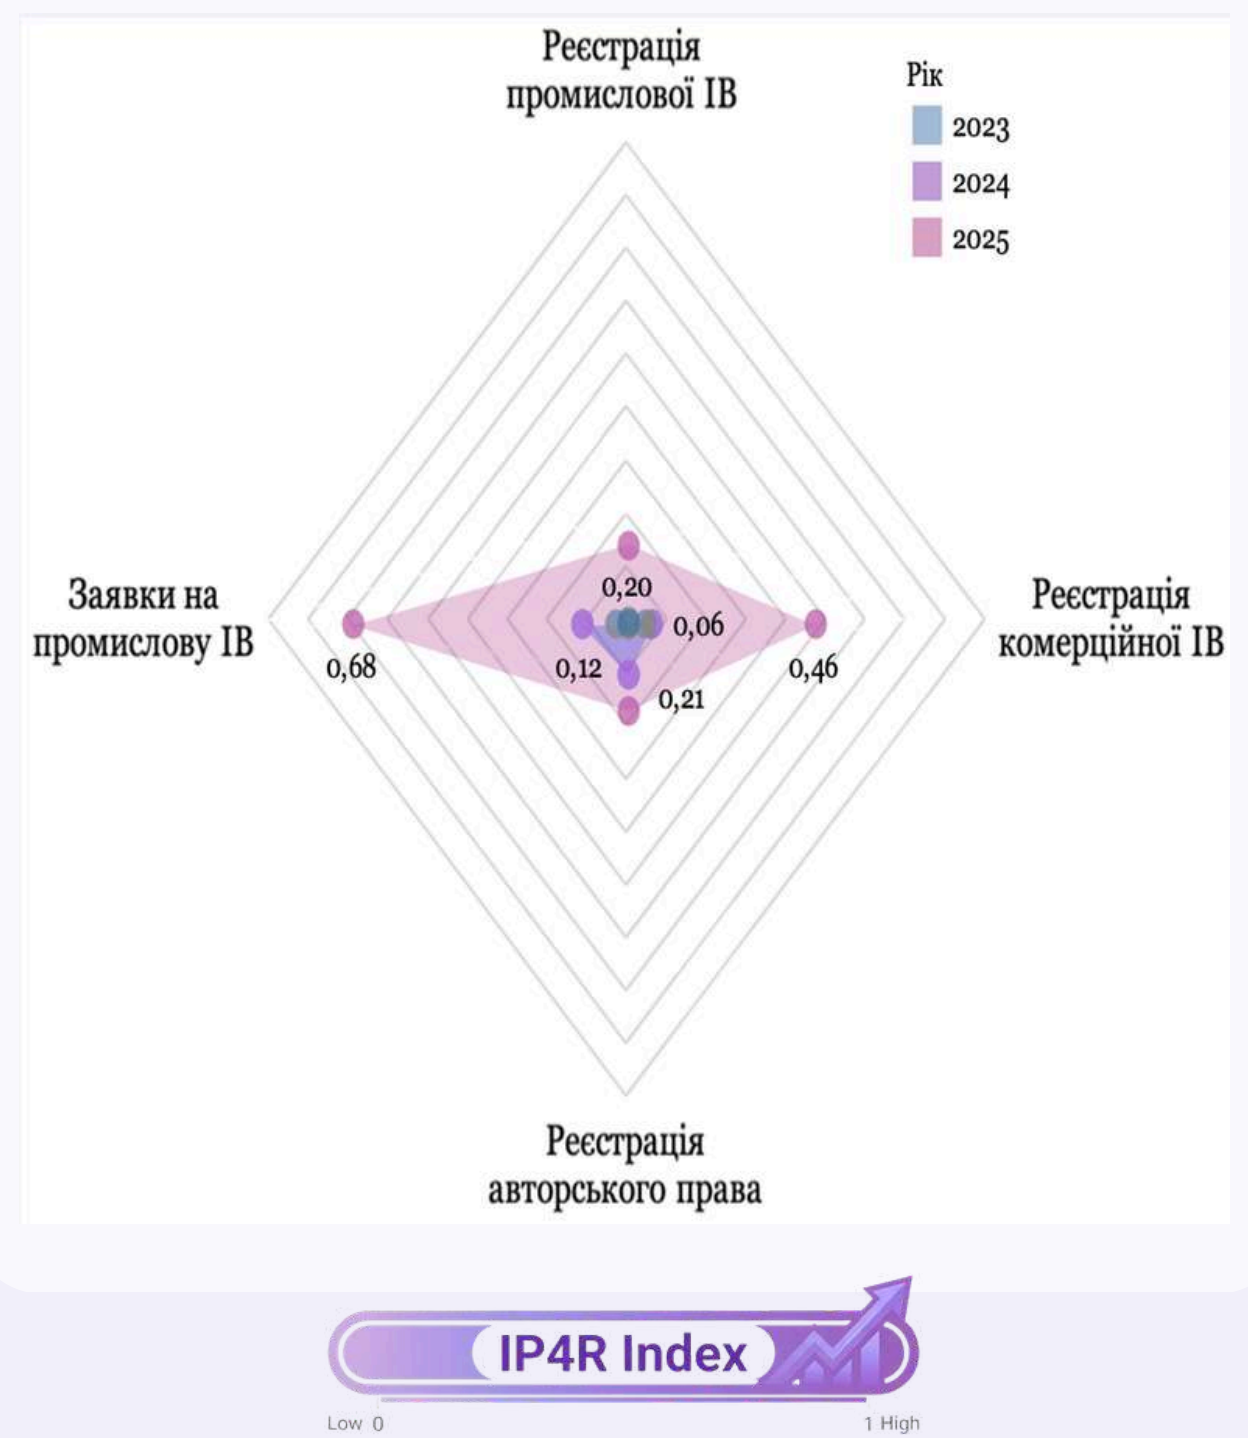 Реєстрація
промислової ІВ
Рік
2023
2024
2025
Заявки на
промислову ІВ
Реєстрація
комерційної ІВ
0,20
0,06
0,68
0,12
0,46
0,21
Реєстрація
авторського права
IP4R Index
Low 0
1 High